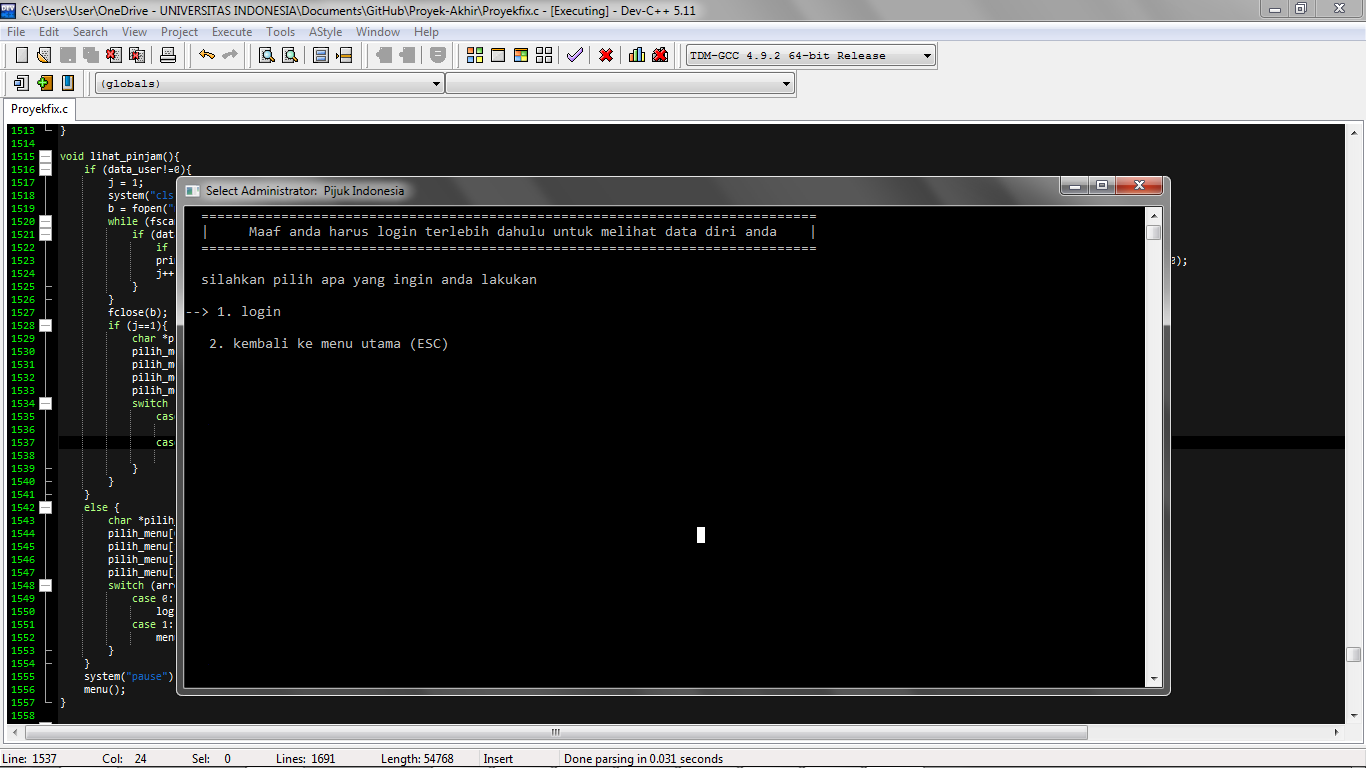 C:\Users\User\OneDrive - UNIVERSITAS INDONESIA\Documents\GitHub\Proyek-Akhir\Proyekfix.c - [Executing] - Dev-C++ 5.11
File Edit Search View Project Execute Tools AStyle Window Help
TDM-GCC 4.9.2 64-bit Release
(globals)
Proyekfix.c
1513 }
1514
1515 void lihat_pinjam(){
1516 if (data_user!=0){
1517 j = 1;
1518 system("cls
1519 b = fopen("
1520 while (fsca
1521 if (dat
1522 if
1523 pri 3);
1524 j++
1525 }
1526 }
1527 fclose(b);
1528 if (j==1){
1529 char *p
1530 pilih_m
1531 pilih_m
1532 pilih_m
1533 pilih_m
1534 switch
1535 cas
1536
1537 cas
1538
1539 }
1540 }
1541 }
1542 else {
1543 char *pilih_
1544 pilih_menu[
1545 pilih_menu[
1546 pilih_menu[
1547 pilih_menu[
1548 switch (arr
1549 case 0:
1550 log
1551 case 1:
1552 menu
1553 }
1554 }
1555 system("pause")
1556 menu();
1557 }
1558
Select Administrator: Pijuk Indonesia
============================================================================
| Maaf anda harus login terlebih dahulu untuk melihat data diri anda |
============================================================================
silahkan pilih apa yang ingin anda lakukan
--> 1. login
2. kembali ke menu utama (ESC)
Line: 1537 Col: 24 Sel: 0 Lines: 1691 Length: 54768 Insert Done parsing in 0.031 seconds